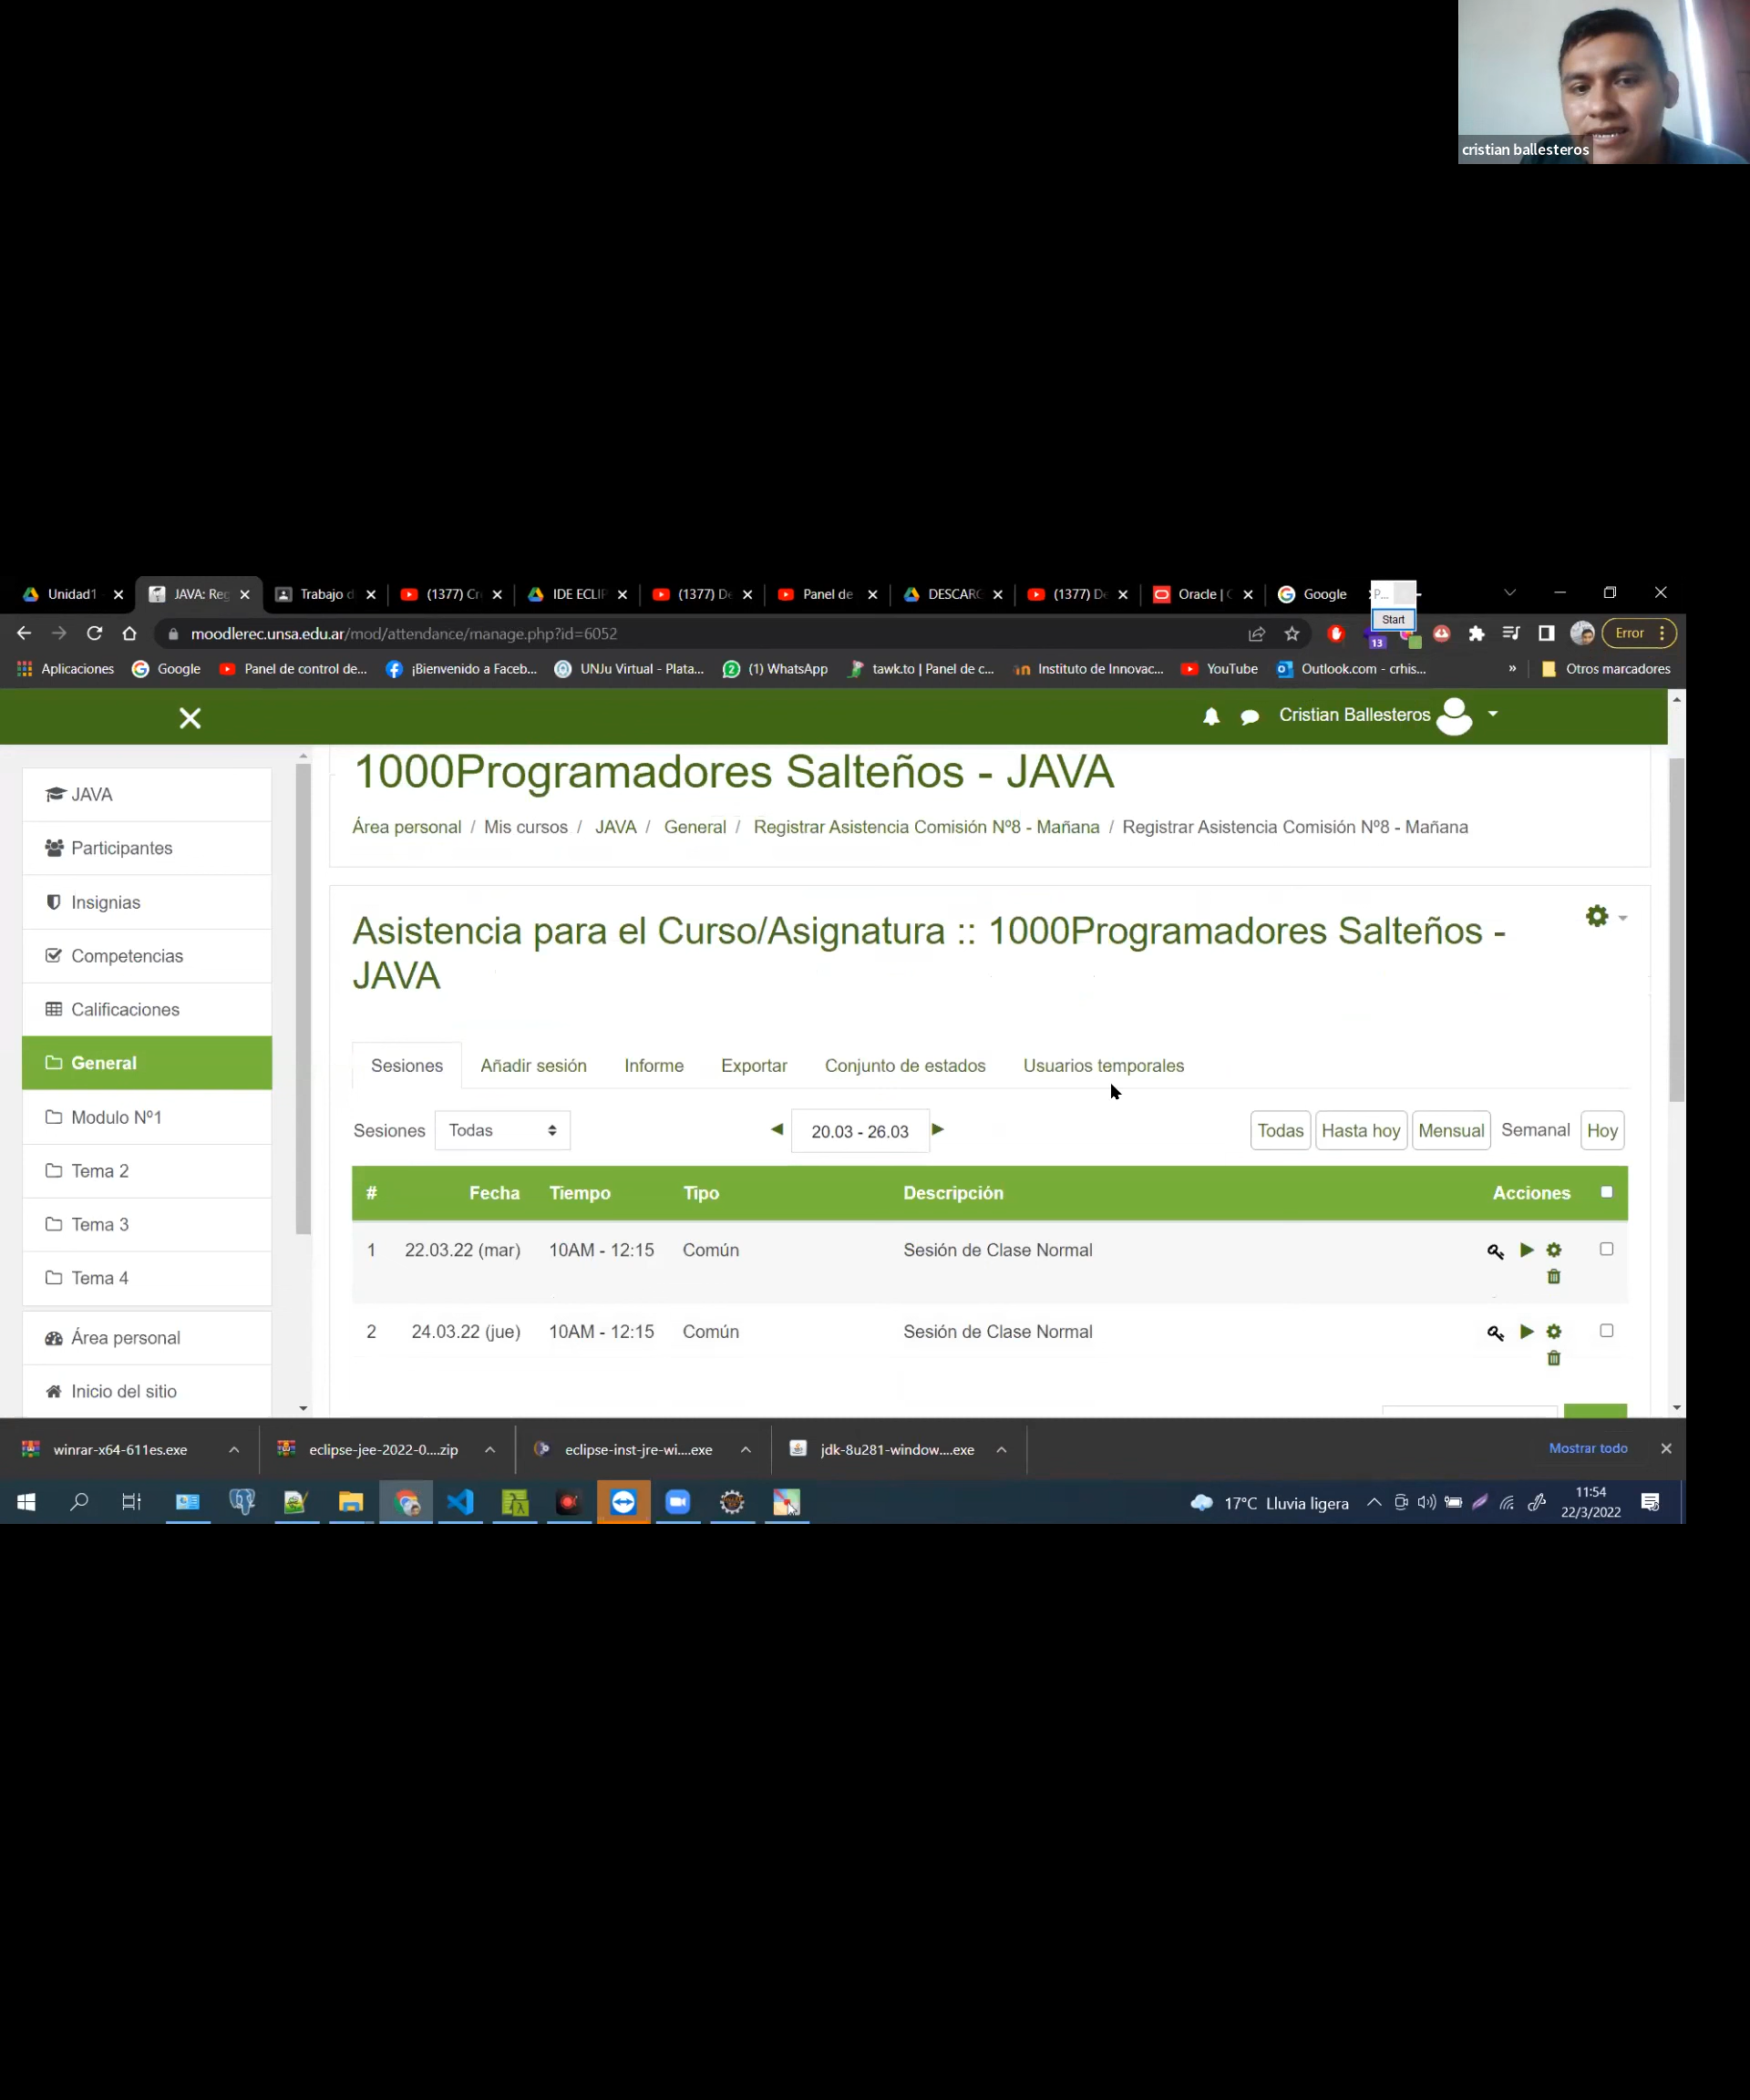 cristian ballesteros
Unidad1
JAVA: Reg
Trabajo d
(1377) Cr
IDE ECLIP
(1377) De
Panel de
DESCARG
(1377) De
Oracle | C
Google
P...
Start
moodlerec.unsa.edu.ar/mod/attendance/manage.php?id=6052
13
Error
Aplicaciones
Google
Panel de control de...
¡Bienvenido a Faceb...
UNJu Virtual - Plata...
(1) WhatsApp
tawk.to | Panel de c...
Instituto de Innovac...
YouTube
Outlook.com - crhis...
»
Otros marcadores
Cristian Ballesteros
1000Programadores Salteños - JAVA
Área personal / Mis cursos / JAVA / General / Registrar Asistencia Comisión Nº8 - Mañana / Registrar Asistencia Comisión Nº8 - Mañana
JAVA
Participantes
Insignias
Competencias
Calificaciones
General
Modulo Nº1
Tema 2
Tema 3
Tema 4
Área personal
Inicio del sitio
Asistencia para el Curso/Asignatura :: 1000Programadores Salteños -
JAVA
Sesiones Añadir sesión Informe Exportar Conjunto de estados Usuarios temporales
Sesiones Todas 20.03 - 26.03 Todas Hasta hoy Mensual Semanal Hoy
# Fecha Tiempo Tipo Descripción Acciones
1 22.03.22 (mar) 10AM - 12:15 Común Sesión de Clase Normal
2 24.03.22 (jue) 10AM - 12:15 Común Sesión de Clase Normal
winrar-x64-611es.exe
eclipse-jee-2022-0....zip
eclipse-inst-jre-wi....exe
jdk-8u281-window....exe
Mostrar todo
17°C Lluvia ligera
11:54
22/3/2022